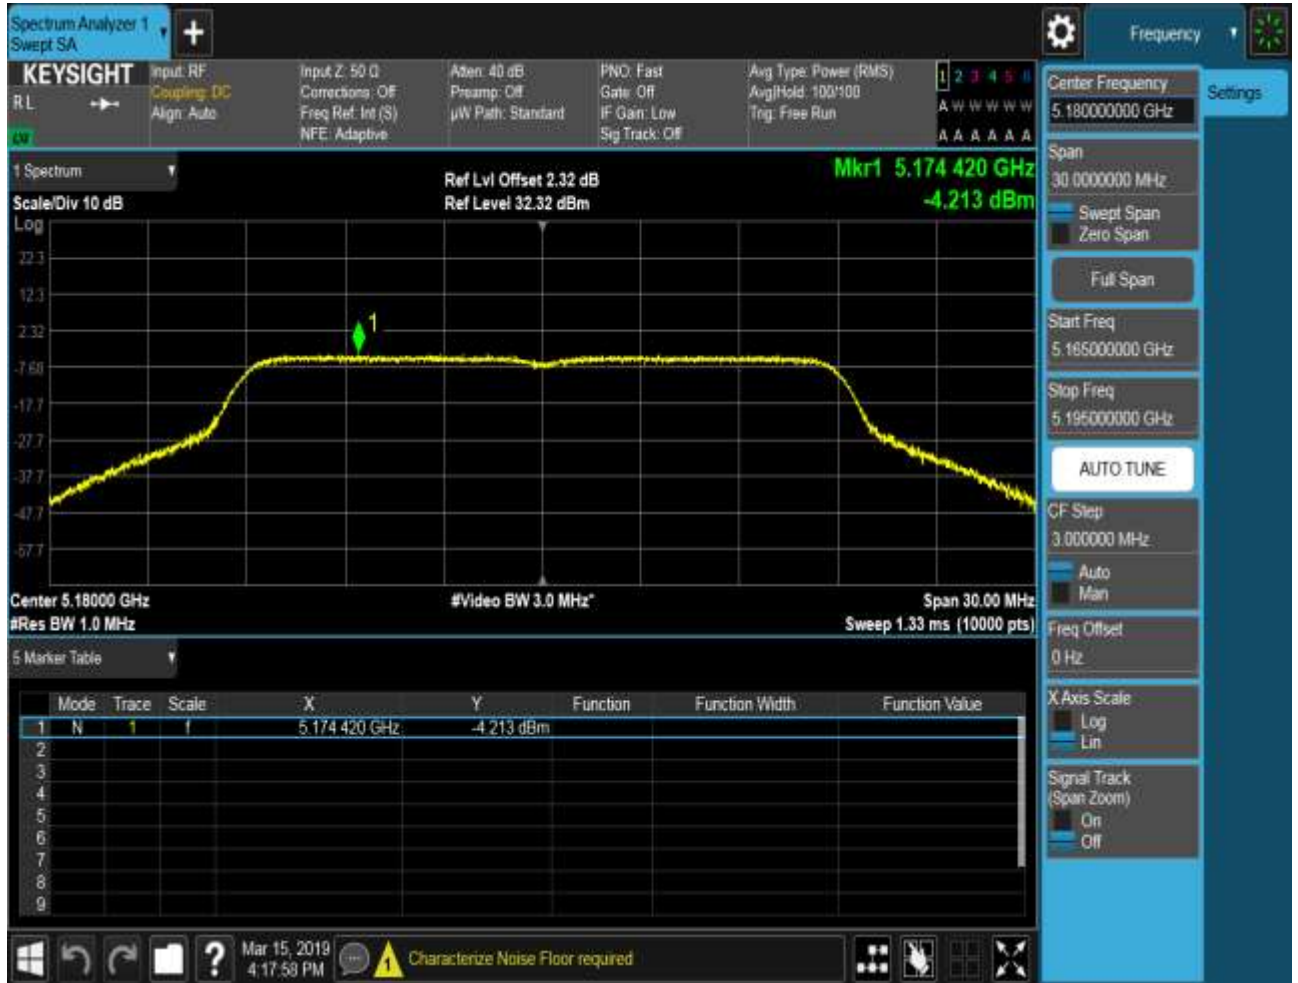 Spectrum Analyzer 1
Swept SA
+
Frequency
KEYSIGHT
RL
Input: RF
Coupling: DC
Align: Auto
Input Z: 50 Ω
Corrections: Off
Freq Ref: Int (S)
NFE: Adaptive
Atten: 40 dB
Preamp: Off
µW Path: Standard
PNO: Fast
Gate: Off
IF Gain: Low
Sig Track: Off
Avg Type: Power (RMS)
Avg|Hold: 100/100
Trig: Free Run
1 2 3 4 5 6
A W W W W W
A A A A A A
1 Spectrum
Scale/Div 10 dB
Ref Lvl Offset 2.32 dB
Ref Level 32.32 dBm
Mkr1 5.174 420 GHz
-4.213 dBm
Log
22.3
12.3
2.32
-7.68
-17.7
-27.7
-37.7
-47.7
-57.7
1
Center 5.18000 GHz
#Video BW 3.0 MHz*
Span 30.00 MHz
#Res BW 1.0 MHz
Sweep 1.33 ms (10000 pts)
5 Marker Table
Mode Trace Scale X Y Function Function Width Function Value
1 N 1 f 5.174 420 GHz -4.213 dBm
2
3
4
5
6
7
8
9
Mar 15, 2019
4:17:58 PM
?
1
Characterize Noise Floor required
Center Frequency
5.180000000 GHz
Settings
Span
30.0000000 MHz
Swept Span
Zero Span
Full Span
Start Freq
5.165000000 GHz
Stop Freq
5.195000000 GHz
AUTO TUNE
CF Step
3.000000 MHz
Auto
Man
Freq Offset
0 Hz
X Axis Scale
Log
Lin
Signal Track
(Span Zoom)
On
Off